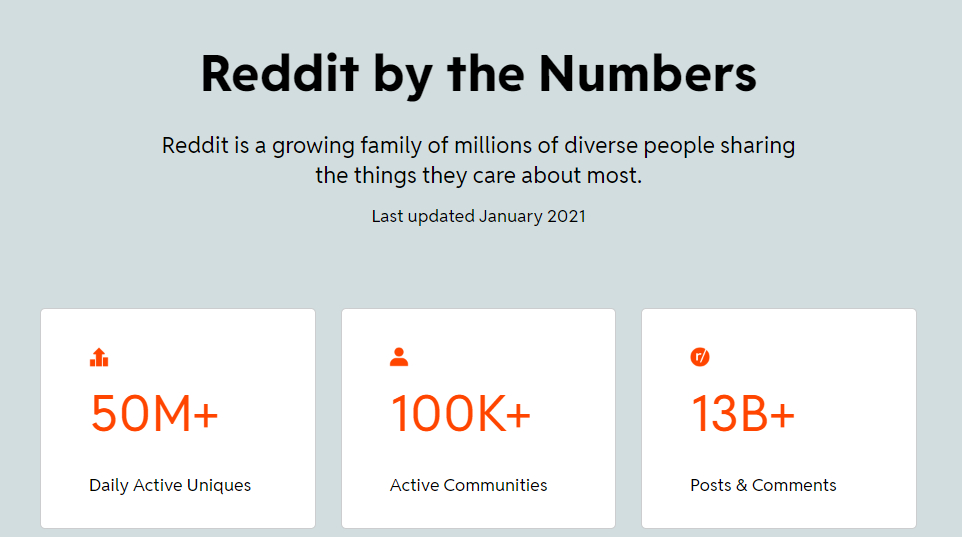 Reddit by the Numbers
Reddit is a growing family of millions of diverse people sharing
the things they care about most.
Last updated January 2021
r/
50M+
100K+
13B+
Daily Active Uniques
Active Communities
Posts & Comments